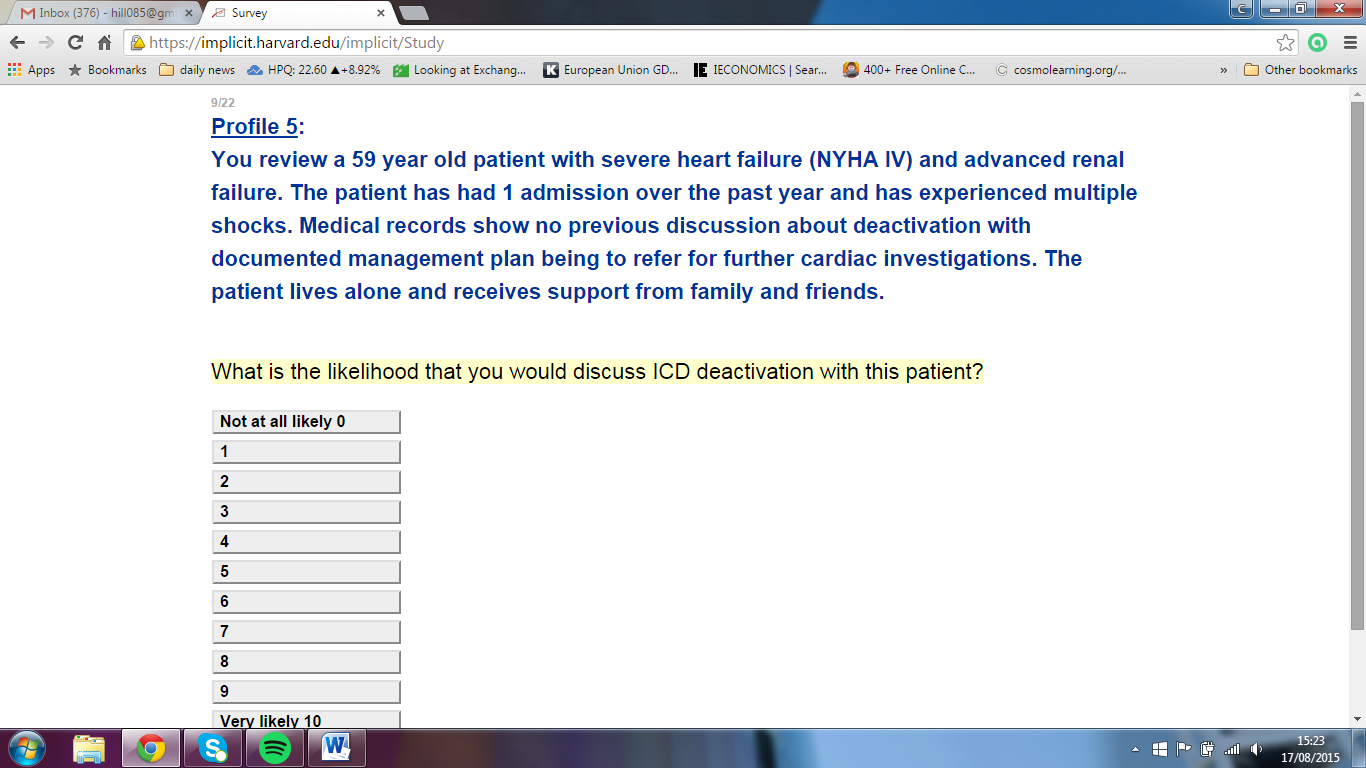 Inbox (376) - hill085@gm
Survey
C
https://implicit.harvard.edu/implicit/Study
Apps
Bookmarks
daily news
HPQ: 22.60 ▲+8.92%
Looking at Exchang...
K
European Union GD...
IE
IECONOMICS | Sear...
400+ Free Online C...
cosmolearning.org/...
»
Other bookmarks
9/22
Profile 5:
You review a 59 year old patient with severe heart failure (NYHA IV) and advanced renal
failure. The patient has had 1 admission over the past year and has experienced multiple
shocks. Medical records show no previous discussion about deactivation with
documented management plan being to refer for further cardiac investigations. The
patient lives alone and receives support from family and friends.
What is the likelihood that you would discuss ICD deactivation with this patient?
Not at all likely 0
1
2
3
4
5
6
7
8
9
Very likely 10
15:23
17/08/2015